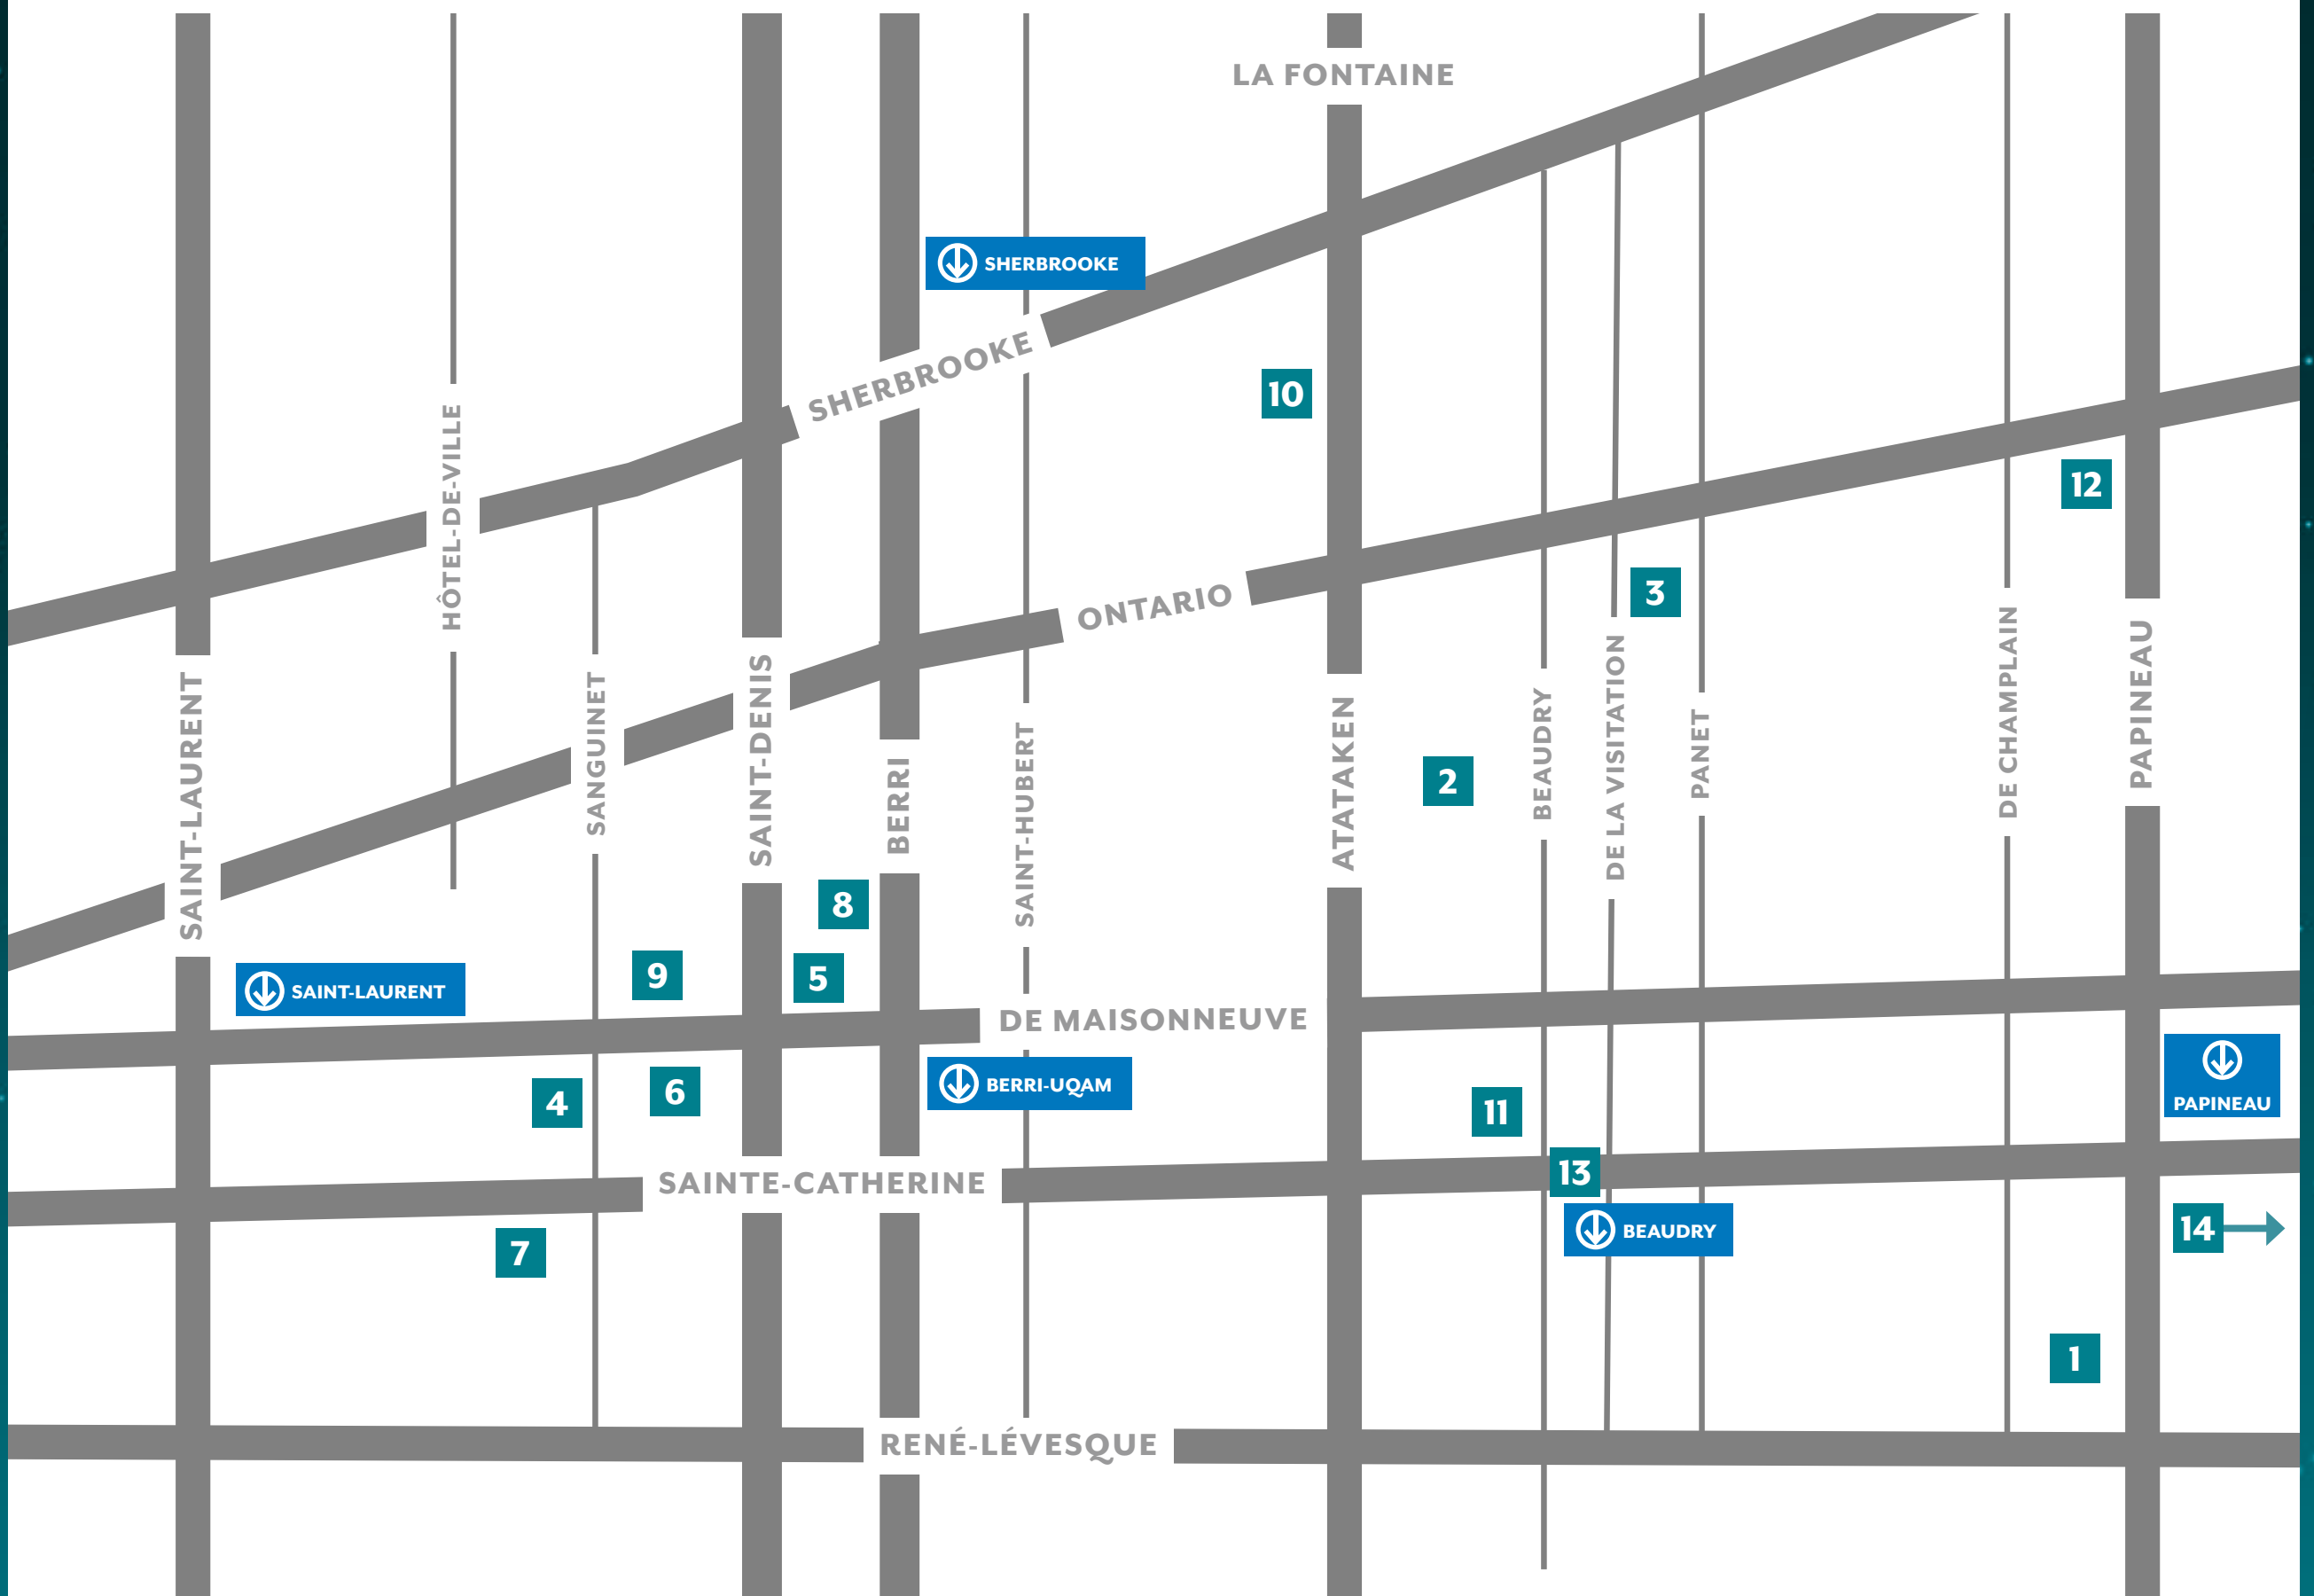 LA FONTAINE
SHERBROOKE
SHERBROOKE
10
HÔTEL-DE-VILLE
12
ONTARIO
3
SAINT-LAURENT
SANGUINET
SAINT-DENIS
BERRI
SAINT-HUBERT
ATATAKEN
2
BEAUDRY
DE LA VISITATION
PANET
DE CHAMPLAIN
PAPINEAU
8
9
5
SAINT-LAURENT
DE MAISONNEUVE
4
6
BERRI-UQAM
11
PAPINEAU
SAINTE-CATHERINE
13
7
BEAUDRY
14
1
RENÉ-LÉVESQUE